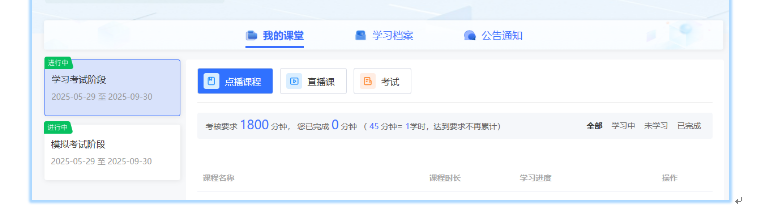 我的课堂 学习档案 公告通知
进行中
学习考试阶段
2025-05-29 至 2025-09-30
进行中
模拟考试阶段
2025-05-29 至 2025-09-30
点播课程 直播课 考试
考核要求 1800 分钟， 您已完成 0 分钟 （ 45 分钟= 1学时，达到要求不再累计）
全部 学习中 未学习 已完成
课程名称 课程时长 学习进度 操作